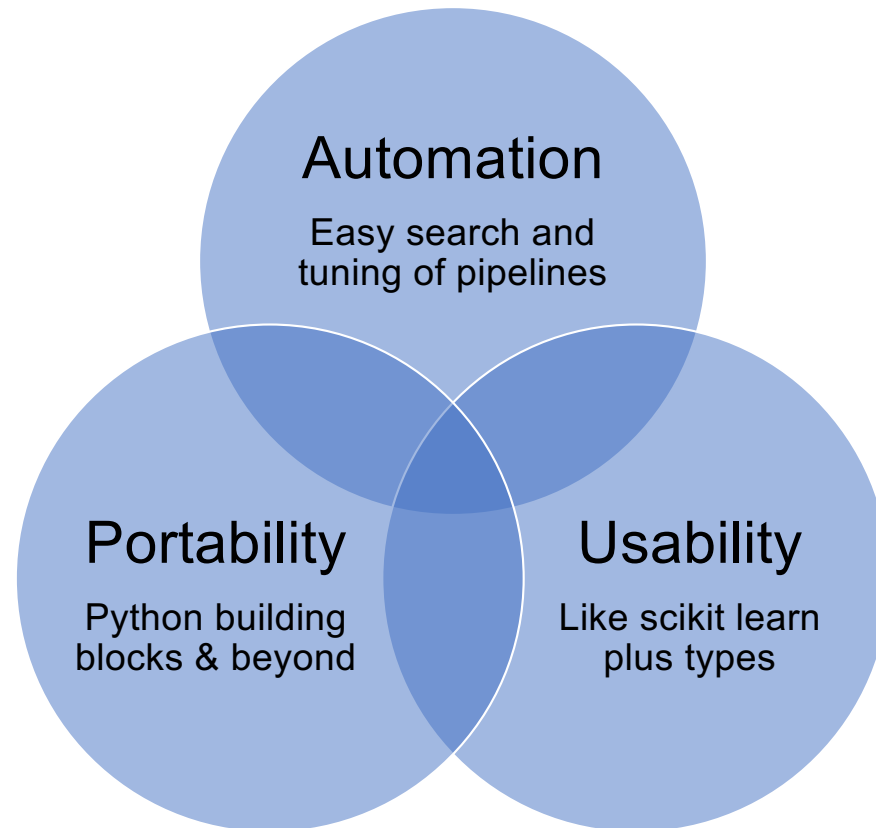 Automation
Easy search and
tuning of pipelines
Portability
Python building
blocks & beyond
Usability
Like scikit learn
plus types